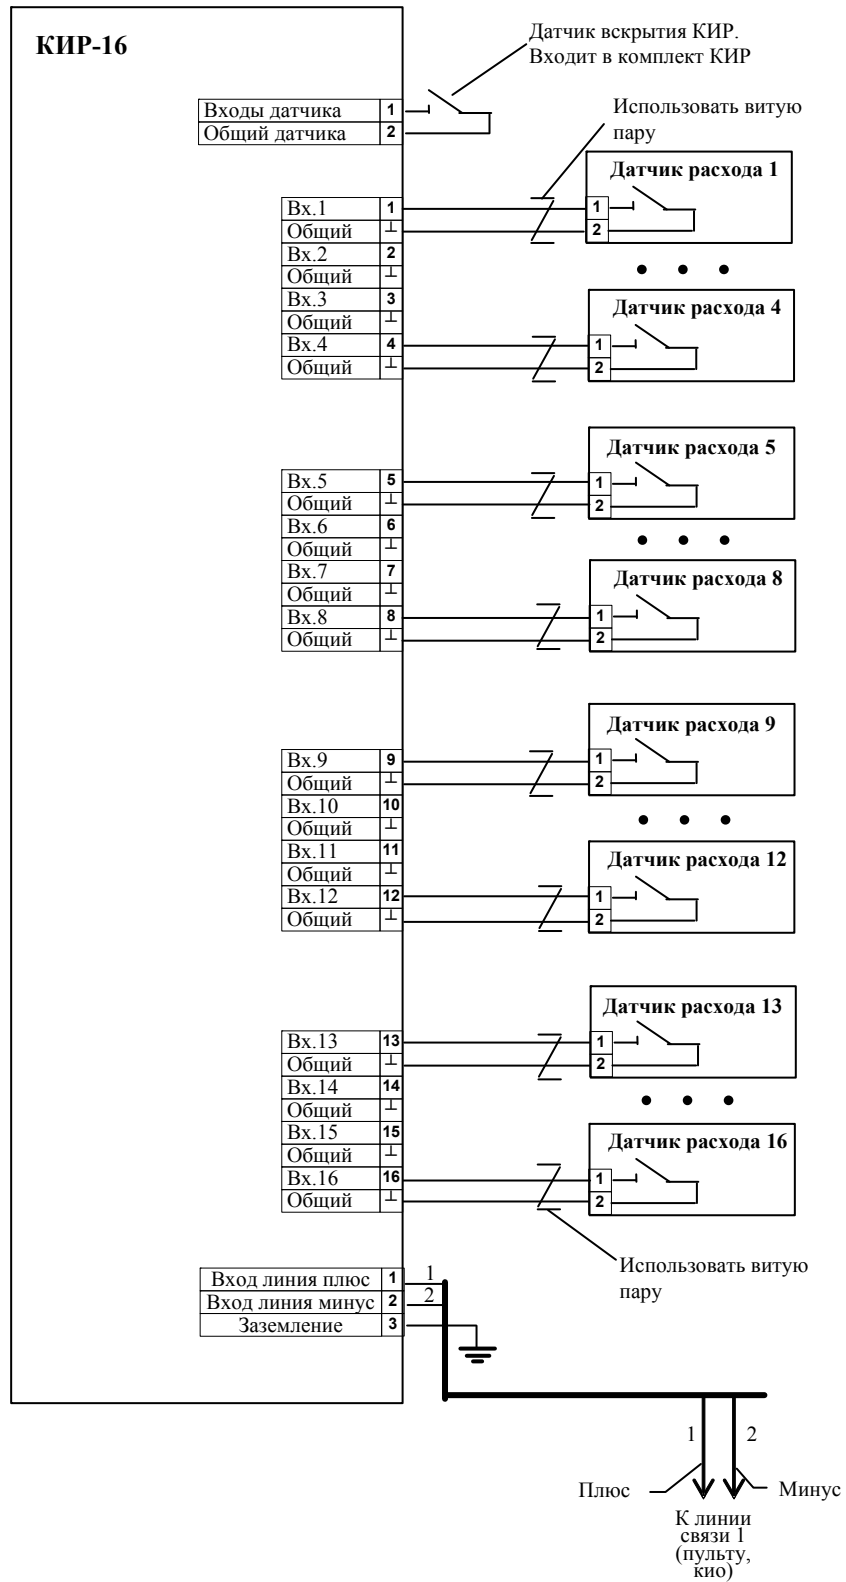 КИР-16
Датчик вскрытия КИР.
Входит в комплект КИР
Входы датчика 1
Общий датчика 2
Использовать витую
пару
Датчик расхода 1
1
2
Вх.1 1
Общий ⊥
Вх.2 2
Общий ⊥
Вх.3 3
Общий ⊥
Вх.4 4
Общий ⊥
Датчик расхода 4
1
2
Датчик расхода 5
1
2
Вх.5 5
Общий ⊥
Вх.6 6
Общий ⊥
Вх.7 7
Общий ⊥
Вх.8 8
Общий ⊥
Датчик расхода 8
1
2
Датчик расхода 9
1
2
Вх.9 9
Общий ⊥
Вх.10 10
Общий ⊥
Вх.11 11
Общий ⊥
Вх.12 12
Общий ⊥
Датчик расхода 12
1
2
Датчик расхода 13
1
2
Вх.13 13
Общий ⊥
Вх.14 14
Общий ⊥
Вх.15 15
Общий ⊥
Вх.16 16
Общий ⊥
Датчик расхода 16
1
2
Использовать витую
пару
Вход линия плюс 1 1
Вход линия минус 2 2
Заземление 3
1 2
Плюс Минус
К линии
связи 1
(пульту,
кио)